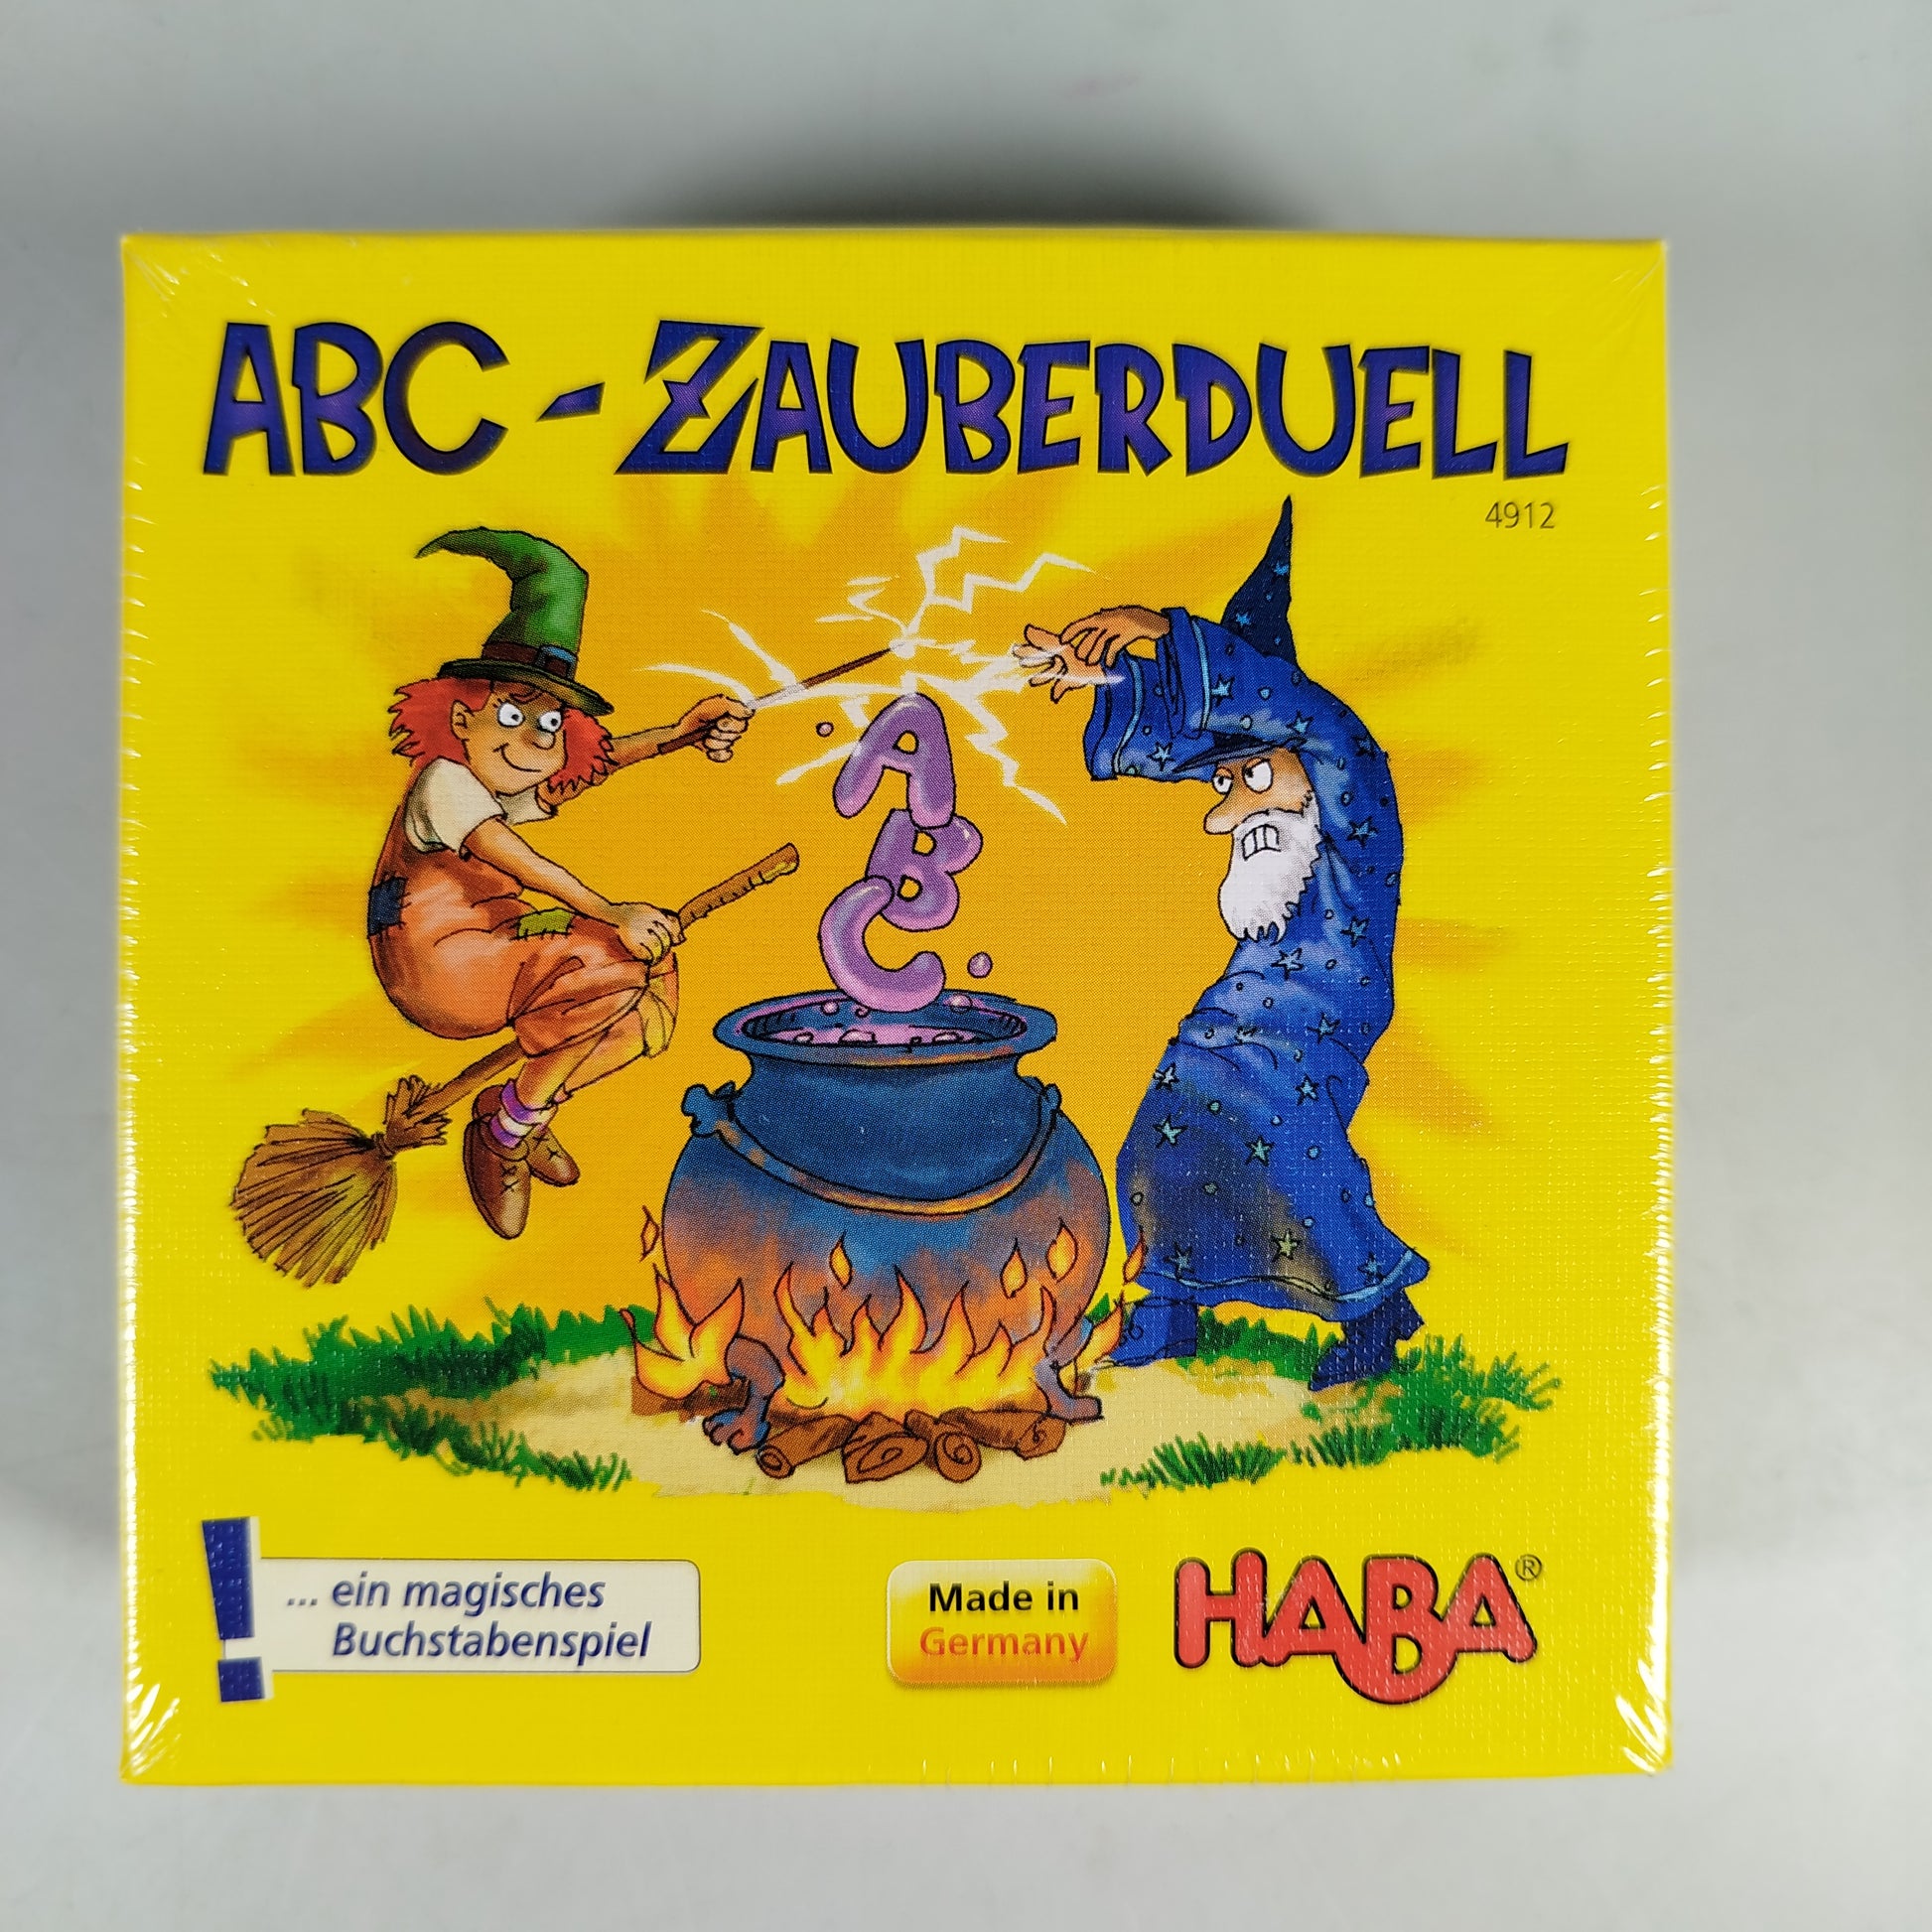 ABC - ZAUBERDUELL
4912
A
B
C
... ein magisches
Buchstabenspiel
Made in
Germany
HABA®